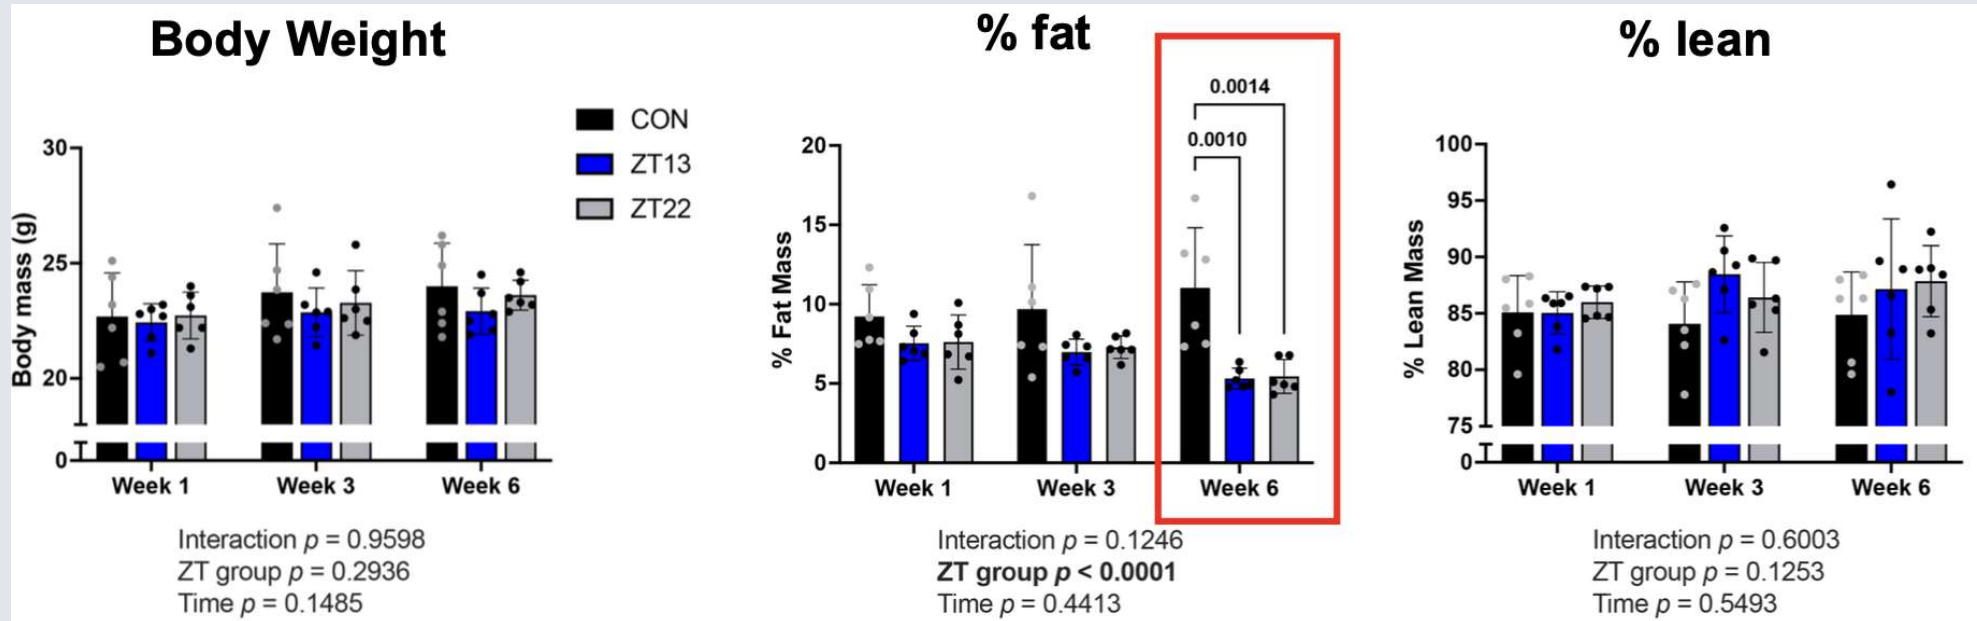 Body Weight
Body mass (g)
30
25
20
0
Week 1
Week 3
Week 6
CON
ZT13
ZT22
Interaction p = 0.9598
ZT group p = 0.2936
Time p = 0.1485
% fat
% Fat Mass
20
15
10
5
0
0.0014
0.0010
Week 1
Week 3
Week 6
Interaction p = 0.1246
ZT group p < 0.0001
Time p = 0.4413
% lean
% Lean Mass
100
95
90
85
80
75
0
Week 1
Week 3
Week 6
Interaction p = 0.6003
ZT group p = 0.1253
Time p = 0.5493